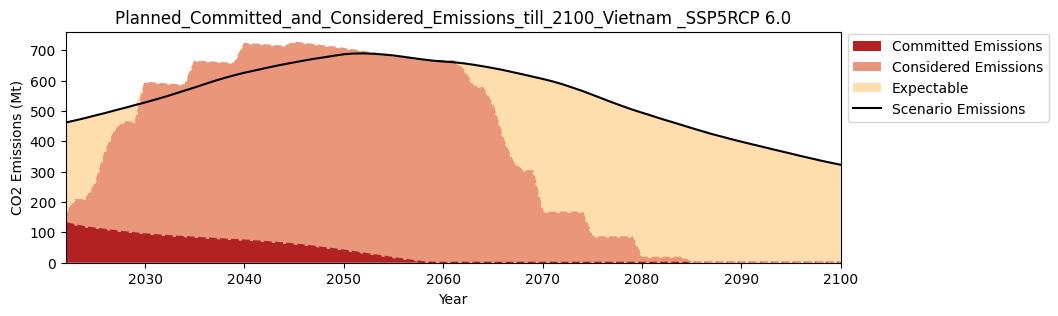 Planned_Committed_and_Considered_Emissions_till_2100_Vietnam _SSP5RCP 6.0
CO2 Emissions (Mt)
700
600
500
400
300
200
100
0
2030 2040 2050 2060 2070 2080 2090 2100
Year
Committed Emissions
Considered Emissions
Expectable
Scenario Emissions